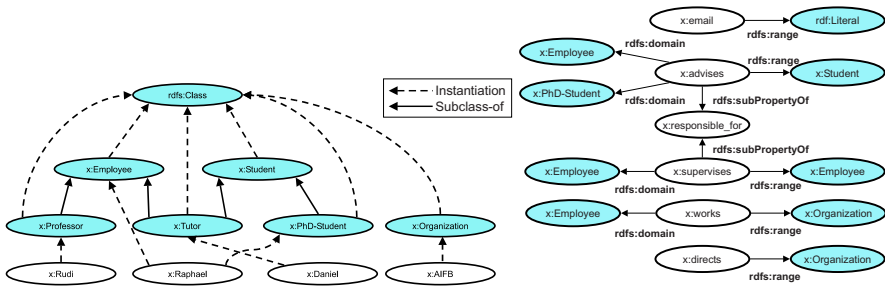 rdfs:Class
Instantiation
Subclass-of
x:Employee
x:Student
x:Professor
x:Tutor
x:PhD-Student
x:Organization
x:Rudi
x:Raphael
x:Daniel
x:AIFB
x:email
rdf:Literal
rdfs:range
x:Employee
rdfs:domain
x:advises
rdfs:range
x:Student
x:PhD-Student
rdfs:domain
rdfs:subPropertyOf
x:responsible_for
rdfs:subPropertyOf
x:Employee
rdfs:domain
x:supervises
rdfs:range
x:Employee
x:Employee
rdfs:domain
x:works
rdfs:range
x:Organization
x:directs
rdfs:range
x:Organization